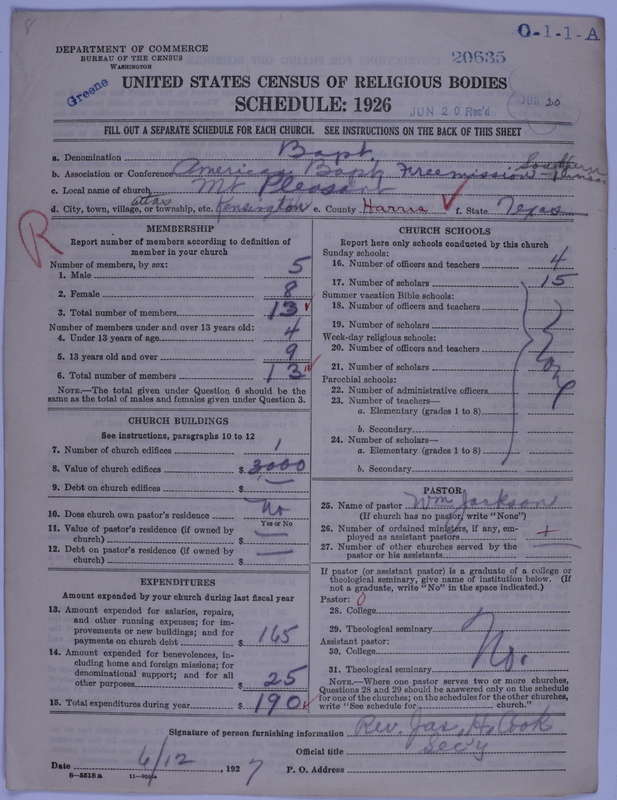 8
O-1-1-A
DEPARTMENT OF COMMERCE
BUREAU OF THE CENSUS
WASHINGTON
20635
Greene
UNITED STATES CENSUS OF RELIGIOUS BODIES
SCHEDULE: 1926
JUN 20 Rec'd
JUN 20
FILL OUT A SEPARATE SCHEDULE FOR EACH CHURCH. SEE INSTRUCTIONS ON THE BACK OF THIS SHEET
a. Denomination Bapt.
b. Association or Conference American Bapt Free mission
c. Local name of church Mt Pleasant
d. City, town, village, or township, etc. Kensington e. County Harris f. State Texas
R
MEMBERSHIP
Report number of members according to definition of
member in your church
Number of members, by sex:
1. Male 5
2. Female 8
3. Total number of members 13
Number of members under and over 13 years old:
4. Under 13 years of age 4
5. 13 years old and over 9
6. Total number of members 13
NOTE.—The total given under Question 6 should be the
same as the total of males and females given under Question 3.
CHURCH BUILDINGS
See instructions, paragraphs 10 to 12
7. Number of church edifices 1
8. Value of church edifices $ 3000
9. Debt on church edifices $ —
10. Does church own pastor's residence No
Yes or No
11. Value of pastor's residence (if owned by
church) $ —
12. Debt on pastor's residence (if owned by
church) $ —
EXPENDITURES
Amount expended by your church during last fiscal year
13. Amount expended for salaries, repairs,
and other running expenses; for im-
provements or new buildings; and for
payments on church debt $ 165
14. Amount expended for benevolences, in-
cluding home and foreign missions; for
denominational support; and for all
other purposes $ 25
15. Total expenditures during year $ 190
CHURCH SCHOOLS
Report here only schools conducted by this church
Sunday schools:
16. Number of officers and teachers 4
17. Number of scholars 15
Summer vacation Bible schools:
18. Number of officers and teachers
19. Number of scholars
Week-day religious schools:
20. Number of officers and teachers
21. Number of scholars
Parochial schools:
22. Number of administrative officers
23. Number of teachers—
a. Elementary (grades 1 to 8)
b. Secondary
24. Number of scholars—
a. Elementary (grades 1 to 8)
b. Secondary
PASTOR
25. Name of pastor Wm Jackson
(If church has no pastor, write "None")
26. Number of ordained ministers, if any, em-
ployed as assistant pastors
27. Number of other churches served by the
pastor or his assistants —
If pastor (or assistant pastor) is a graduate of a college or
theological seminary, give name of institution below. (If
not a graduate, write "No" in the space indicated.)
Pastor: 0
28. College
29. Theological seminary No.
Assistant pastor:
30. College
31. Theological seminary
NOTE.—Where one pastor serves two or more churches,
Questions 28 and 29 should be answered only on the schedule
for one of the churches; on the schedules for the other churches,
write "See schedule for church."
Signature of person furnishing information Rev. Jas. H. Cook
Official title Secy
Date 6/12, 1927 P. O. Address
8-5518 a